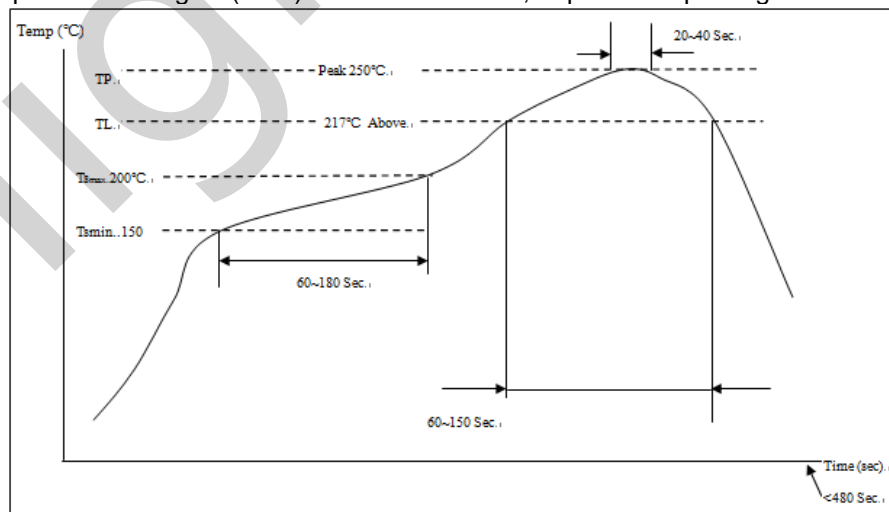 Temp (℃)
20~40 Sec.
TP.
Peak 250℃.
TL.
217℃ Above.
Tsmax.200℃.
Tsmin..150
60~180 Sec.
60~150 Sec.
Time (sec).
<480 Sec.